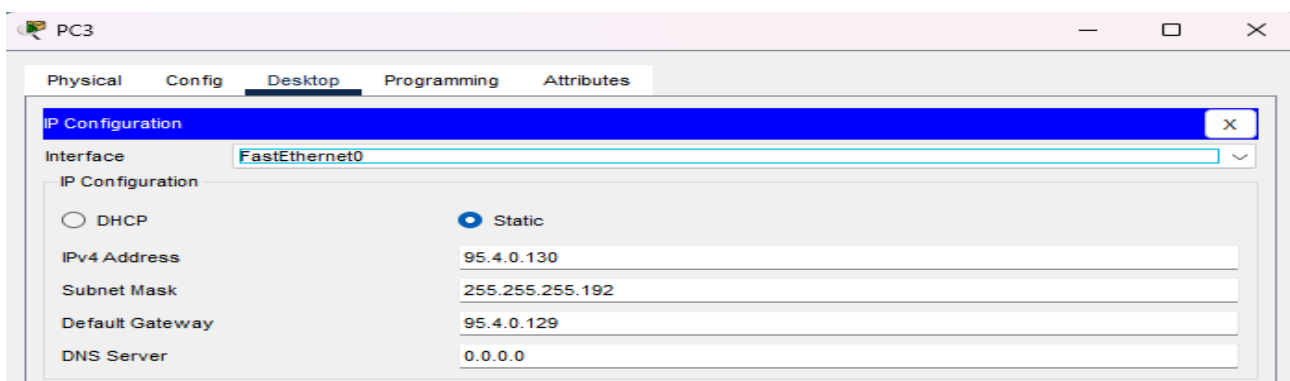 PC3
Physical Config Desktop Programming Attributes
IP Configuration X
Interface FastEthernet0
IP Configuration
DHCP Static
IPv4 Address 95.4.0.130
Subnet Mask 255.255.255.192
Default Gateway 95.4.0.129
DNS Server 0.0.0.0